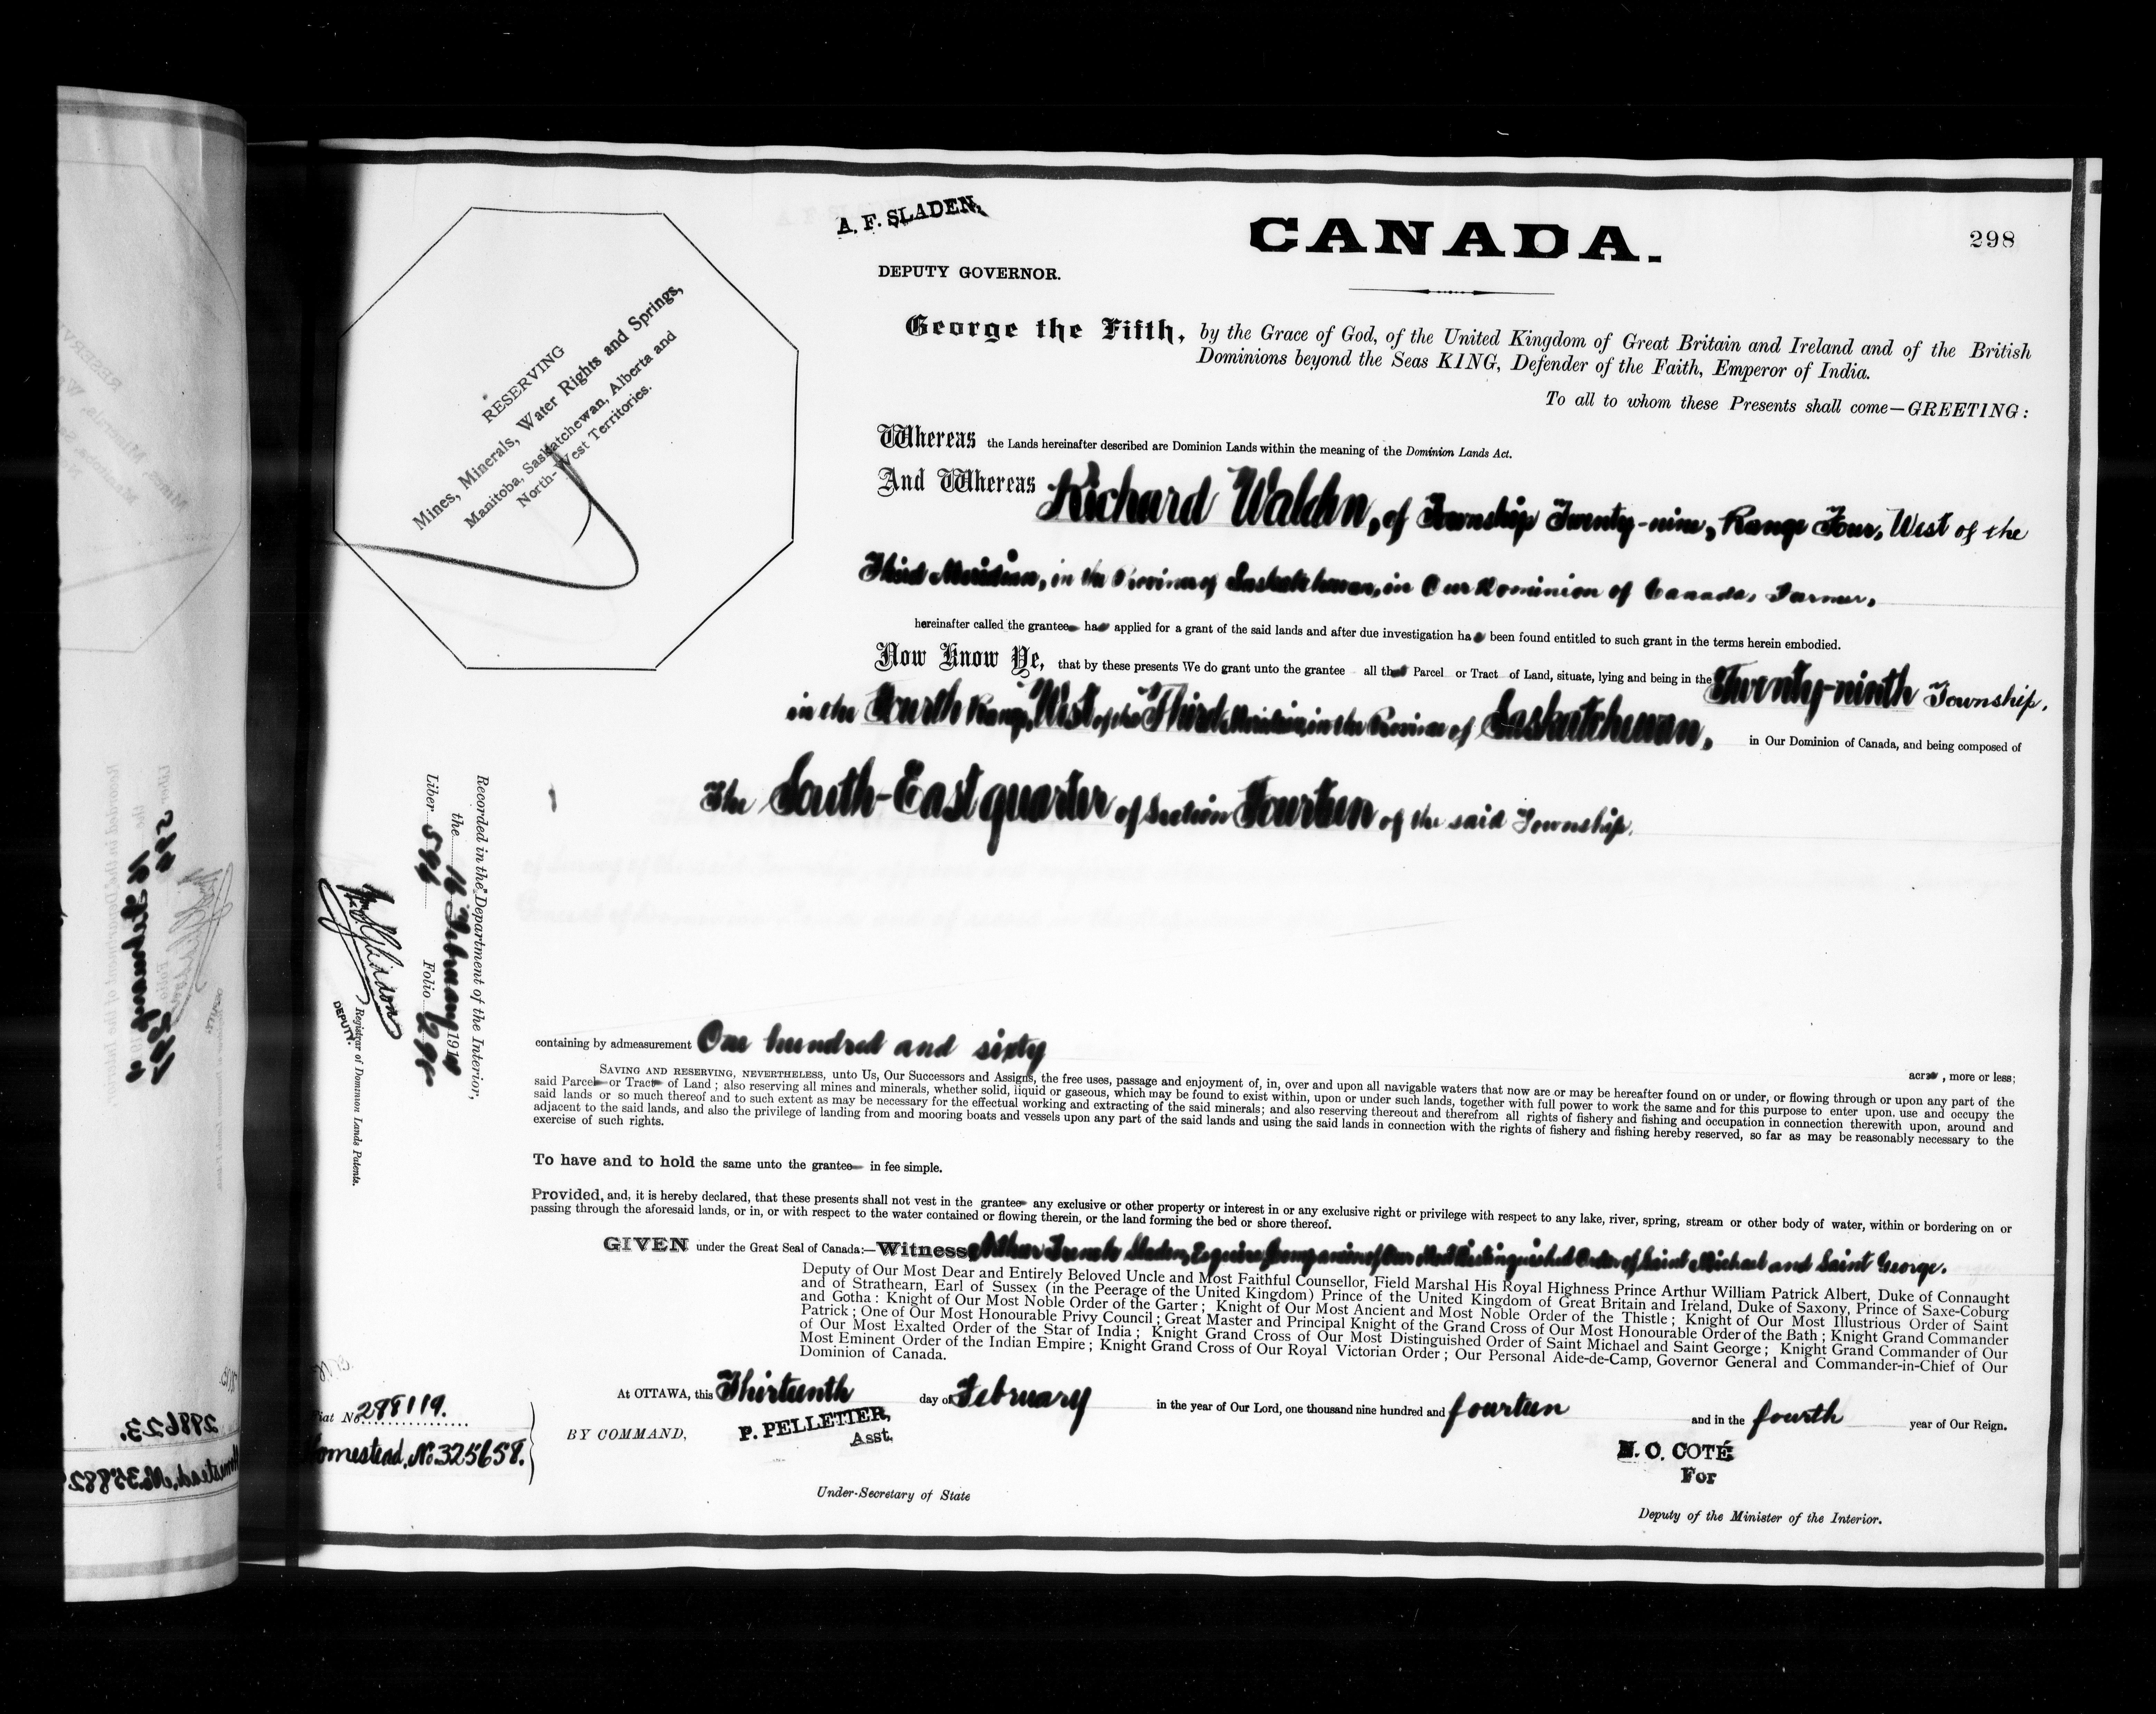 A. F. SLADEN,
DEPUTY GOVERNOR.
CANADA.
298
RESERVING
Mines, Minerals, Water Rights and Springs,
Manitoba, Saskatchewan, Alberta and
North-West Territories.
George the Fifth, by the Grace of God, of the United Kingdom of Great Britain and Ireland and of the British
Dominions beyond the Seas KING, Defender of the Faith, Emperor of India.
To all to whom these Presents shall come—GREETING:
Whereas the Lands hereinafter described are Dominion Lands within the meaning of the Dominion Lands Act.
And Whereas Richard Walden, of Township Twenty-nine, Range Four, West of the
Third Meridian, in the Province of Saskatchewan, in Our Dominion of Canada, Farmer,
hereinafter called the grantee has applied for a grant of the said lands and after due investigation has been found entitled to such grant in the terms herein embodied.
Now Know Ye, that by these presents We do grant unto the grantee all that Parcel or Tract of Land, situate, lying and being in the Twenty-ninth Township,
in the Fourth Range, West of the Third Meridian, in the Province of Saskatchewan, in Our Dominion of Canada, and being composed of
The South-East quarter of Section Fourteen of the said Township.
containing by admeasurement One hundred and sixty
acres, more or less;
SAVING AND RESERVING, NEVERTHELESS, unto Us, Our Successors and Assigns, the free uses, passage and enjoyment of, in, over and upon all navigable waters that now are or may be hereafter found on or under, or flowing through or upon any part of the
said Parcel or Tract of Land; also reserving all mines and minerals, whether solid, liquid or gaseous, which may be found to exist within, upon or under such lands, together with full power to work the same and for this purpose to enter upon, use and occupy the
said lands or so much thereof and to such extent as may be necessary for the effectual working and extracting of the said minerals; and also reserving thereout and therefrom all rights of fishery and fishing and occupation in connection therewith upon, around and
adjacent to the said lands, and also the privilege of landing from and mooring boats and vessels upon any part of the said lands and using the said lands in connection with the rights of fishery and fishing hereby reserved, so far as may be reasonably necessary to the
exercise of such rights.
To have and to hold the same unto the grantee in fee simple.
Provided, and, it is hereby declared, that these presents shall not vest in the grantee any exclusive or other property or interest in or any exclusive right or privilege with respect to any lake, river, spring, stream or other body of water, within or bordering on or
passing through the aforesaid lands, or in, or with respect to the water contained or flowing therein, or the land forming the bed or shore thereof.
GIVEN under the Great Seal of Canada:—Witness Arthur French Sladen, Esquire, Companion of Our Most Distinguished Order of Saint Michael and Saint George.
Deputy of Our Most Dear and Entirely Beloved Uncle and Most Faithful Counsellor, Field Marshal His Royal Highness Prince Arthur William Patrick Albert, Duke of Connaught
and of Strathearn, Earl of Sussex (in the Peerage of the United Kingdom) Prince of the United Kingdom of Great Britain and Ireland, Duke of Saxony, Prince of Saxe-Coburg
and Gotha: Knight of Our Most Noble Order of the Garter; Knight of Our Most Ancient and Most Noble Order of the Thistle; Knight of Our Most Illustrious Order of Saint
Patrick; One of Our Most Honourable Privy Council; Great Master and Principal Knight of the Grand Cross of Our Most Honourable Order of the Bath; Knight Grand Commander
of Our Most Exalted Order of the Star of India; Knight Grand Cross of Our Most Distinguished Order of Saint Michael and Saint George; Knight Grand Commander of Our
Most Eminent Order of the Indian Empire; Knight Grand Cross of Our Royal Victorian Order; Our Personal Aide-de-Camp, Governor General and Commander-in-Chief of Our
Dominion of Canada.
At OTTAWA, this Thirteenth day of February in the year of Our Lord, one thousand nine hundred and fourteen and in the fourth year of Our Reign.
BY COMMAND,
P. PELLETIER,
Asst.
Under-Secretary of State
N. O. COTÉ
For
Deputy of the Minister of the Interior.
Recorded in the Department of the Interior,
the 16 February 1914
Liber 594 Folio 298
Registrar of Dominion Lands Patents.
DEPUTY.
Fiat No 288119.
Homestead, No. 325658.